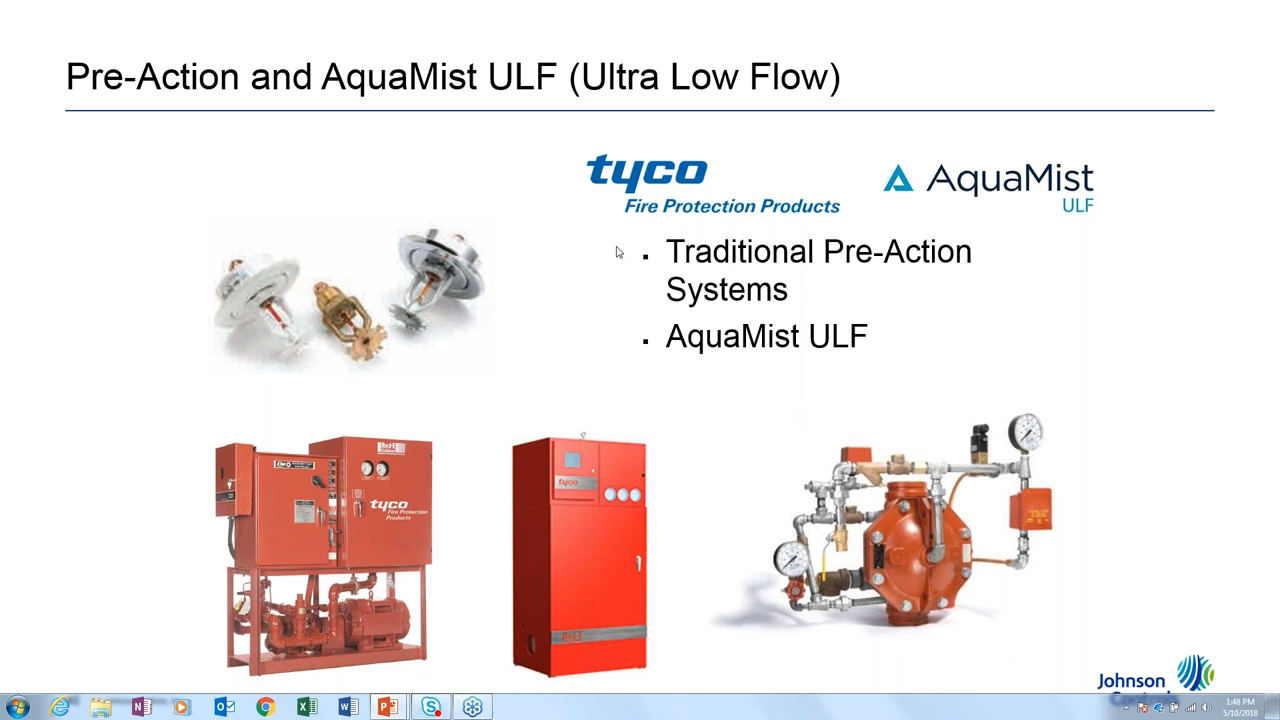 Pre-Action and AquaMist ULF (Ultra Low Flow)
tyco
Fire Protection Products
AquaMist
ULF
Traditional Pre-Action
Systems
AquaMist ULF
Red-E
tyco
Fire Protection
Products
tyco
Johnson
1:48 PM
5/10/2018